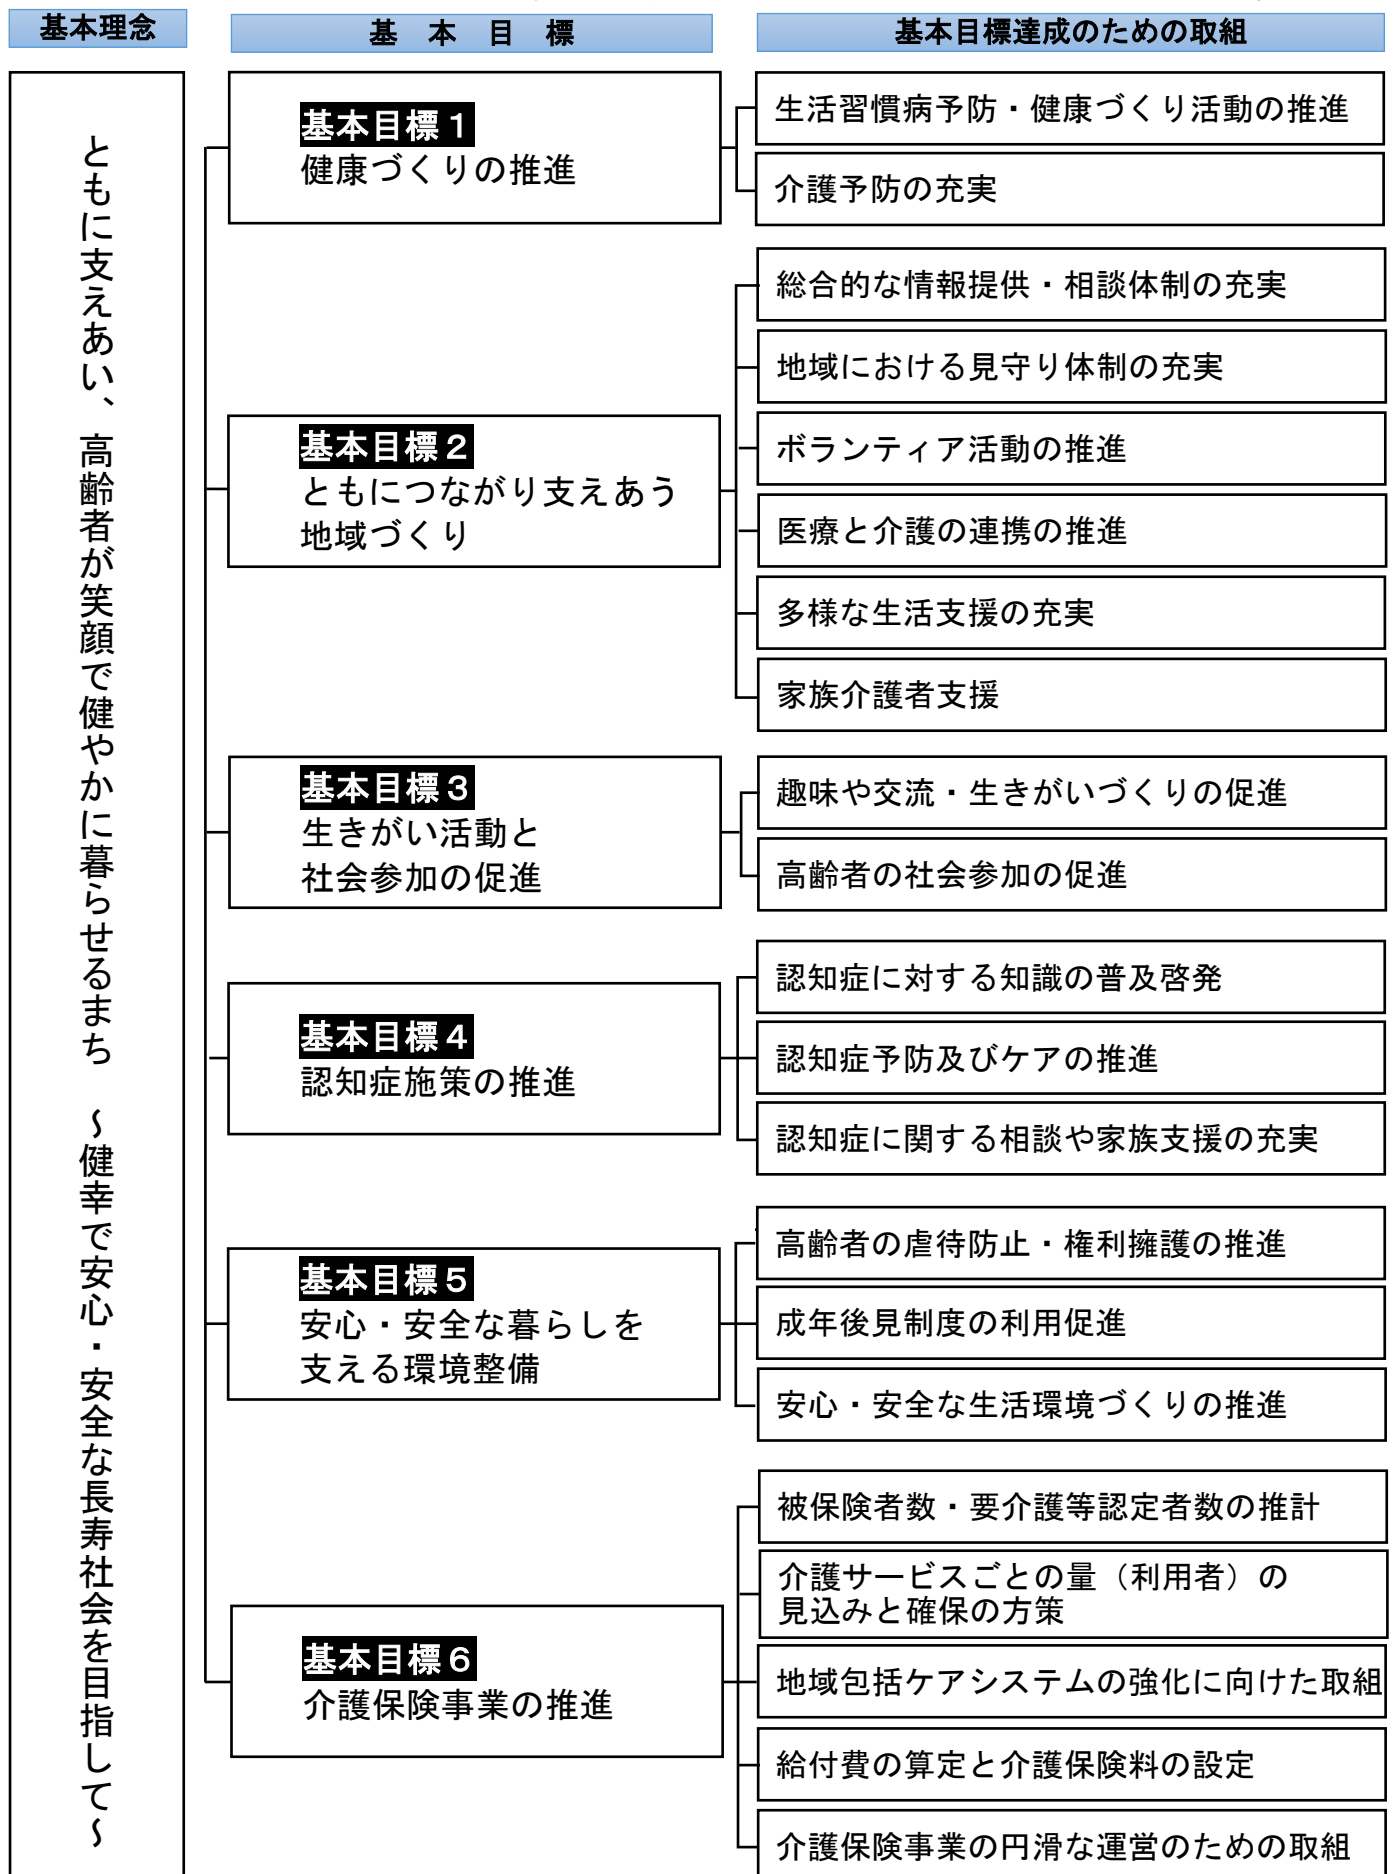 基本理念
基本目標
基本目標達成のための取組
ともに支えあい、高齢者が笑顔で健やかに暮らせるまち　～健幸で安心・安全な長寿社会を目指して～
基本目標１
健康づくりの推進
生活習慣病予防・健康づくり活動の推進
介護予防の充実
基本目標２
ともにつながり支えあう
地域づくり
総合的な情報提供・相談体制の充実
地域における見守り体制の充実
ボランティア活動の推進
医療と介護の連携の推進
多様な生活支援の充実
家族介護者支援
基本目標３
生きがい活動と
社会参加の促進
趣味や交流・生きがいづくりの促進
高齢者の社会参加の促進
基本目標４
認知症施策の推進
認知症に対する知識の普及啓発
認知症予防及びケアの推進
認知症に関する相談や家族支援の充実
基本目標５
安心・安全な暮らしを
支える環境整備
高齢者の虐待防止・権利擁護の推進
成年後見制度の利用促進
安心・安全な生活環境づくりの推進
基本目標６
介護保険事業の推進
被保険者数・要介護等認定者数の推計
介護サービスごとの量（利用者）の
見込みと確保の方策
地域包括ケアシステムの強化に向けた取組
給付費の算定と介護保険料の設定
介護保険事業の円滑な運営のための取組